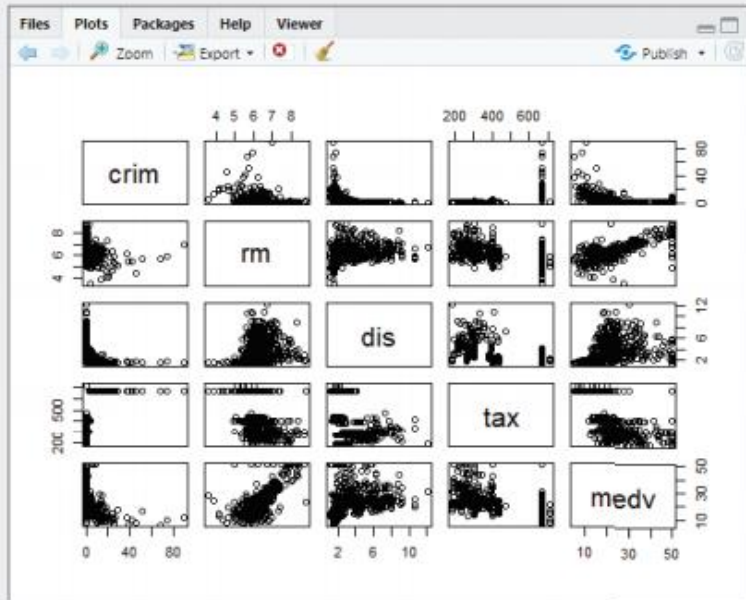 Files Plots Packages Help Viewer
Zoom Export Publish
4 5 6 7 8 200 400 600
crim 0 40 80
4 6 8 rm
dis 2 6 12
200 500 tax
medv 10 30 50
0 40 80 2 6 10 10 30 50